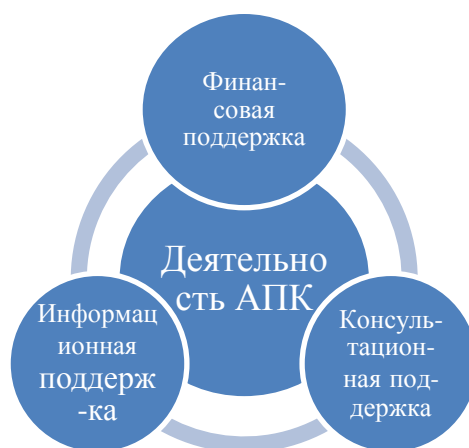 Финан-
совая
поддержка
Деятельно
сть АПК
Информац
ионная
поддерж
-ка
Консуль-
тацион-
ная под-
держка